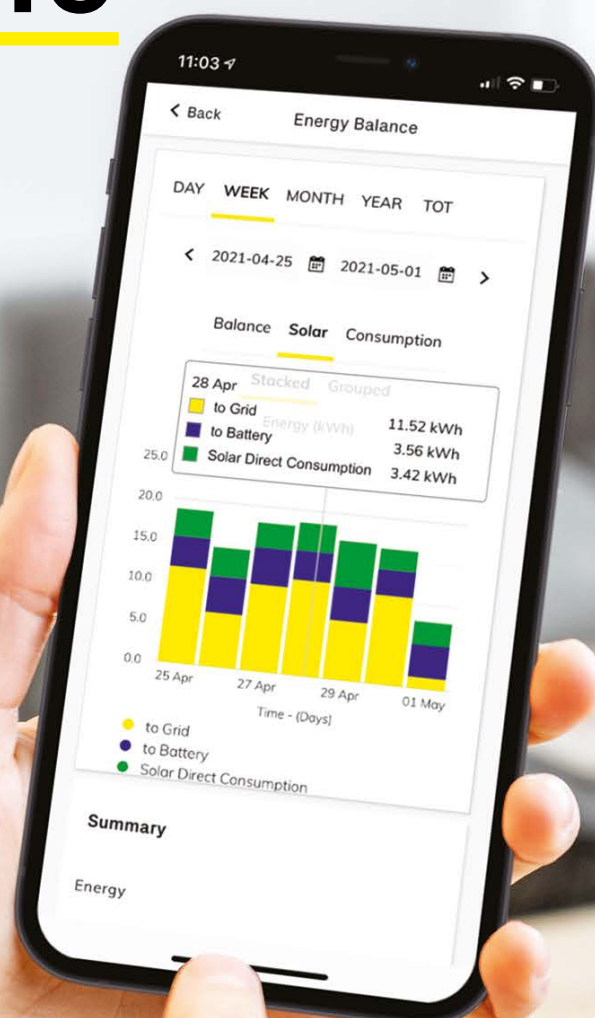 11:03
Back Energy Balance
DAY WEEK MONTH YEAR TOT
2021-04-25 2021-05-01
Balance Solar Consumption
Stacked Grouped
Energy (kWh)
28 Apr
to Grid 11.52 kWh
to Battery 3.56 kWh
Solar Direct Consumption 3.42 kWh
25.0
20.0
15.0
10.0
5.0
0.0
25 Apr 27 Apr 29 Apr 01 May
Time - (Days)
to Grid
to Battery
Solar Direct Consumption
Summary
Energy